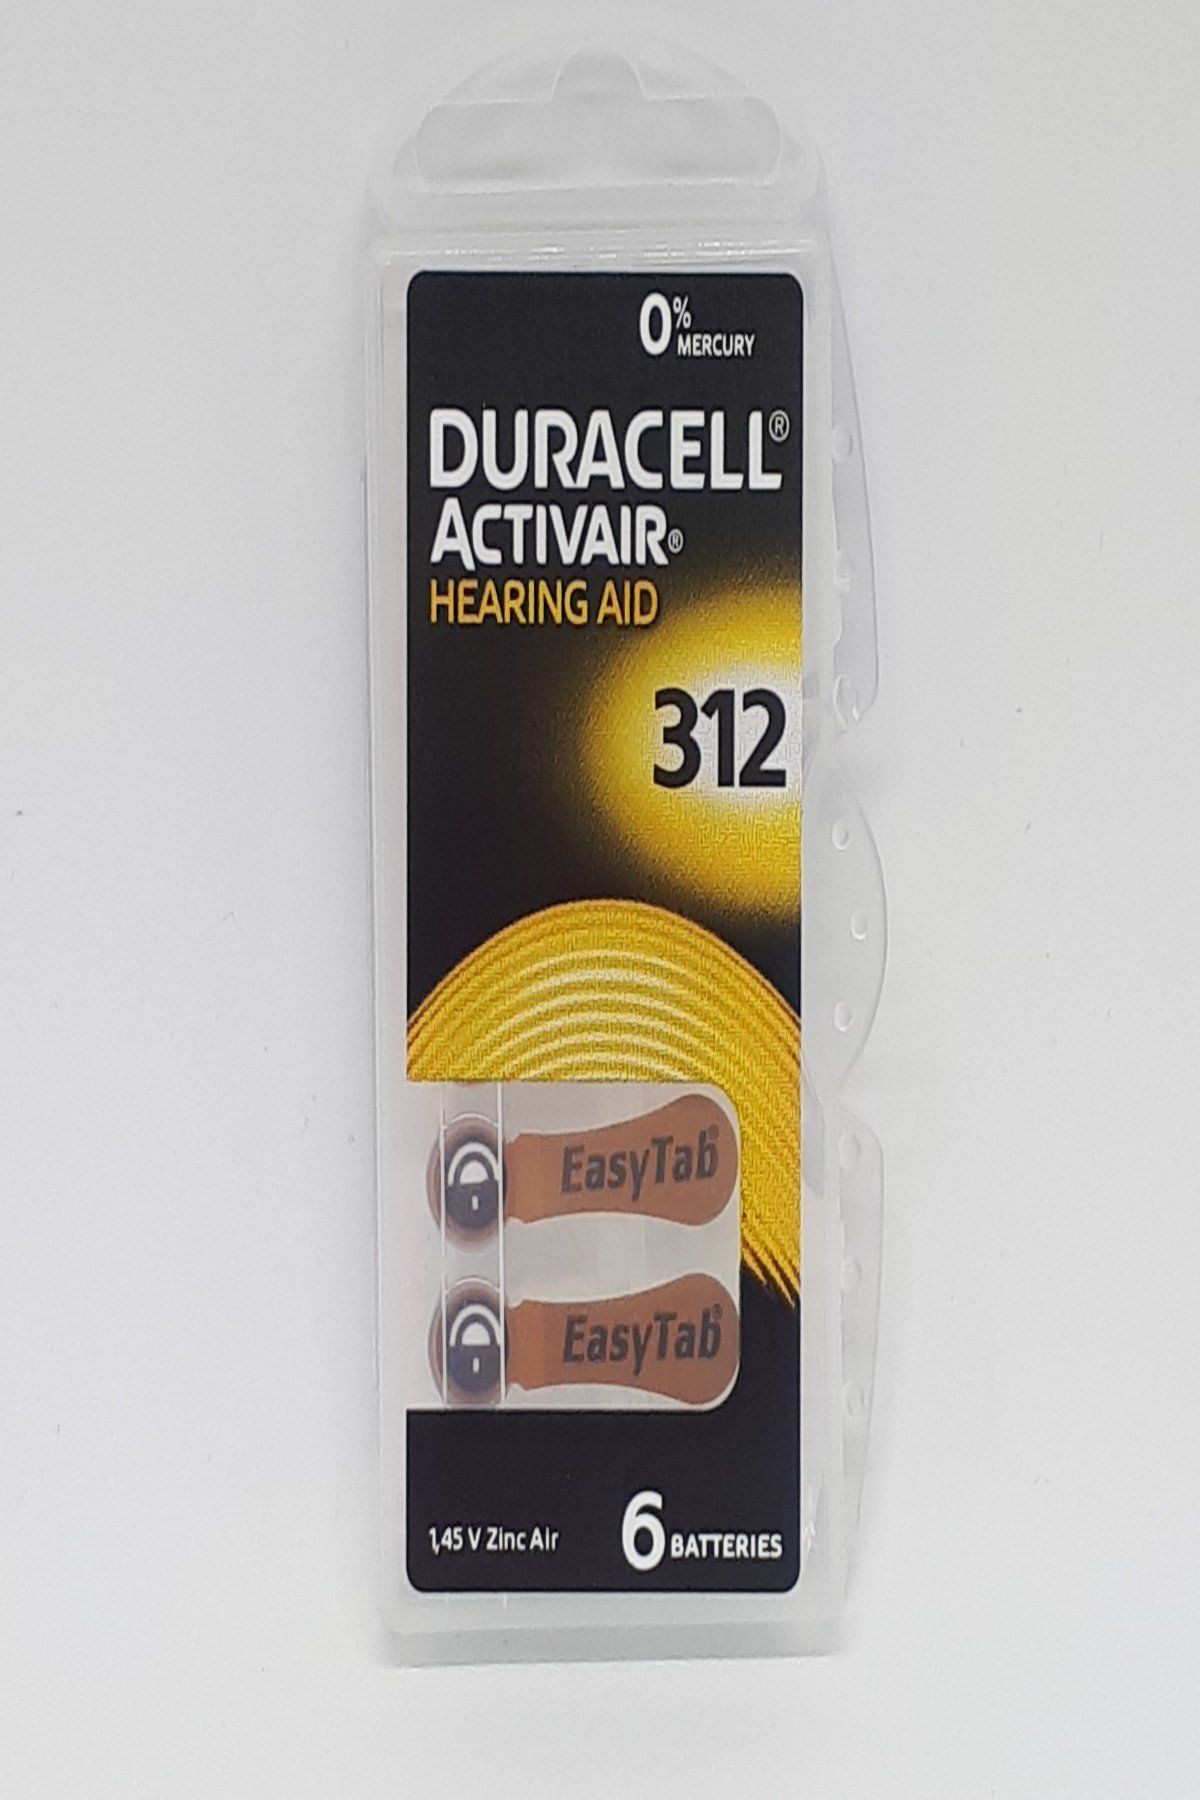 0%
MERCURY
DURACELL®
ACTIVAIR®
HEARING AID
312
EasyTab®
EasyTab®
1,45 V Zinc Air
6 BATTERIES